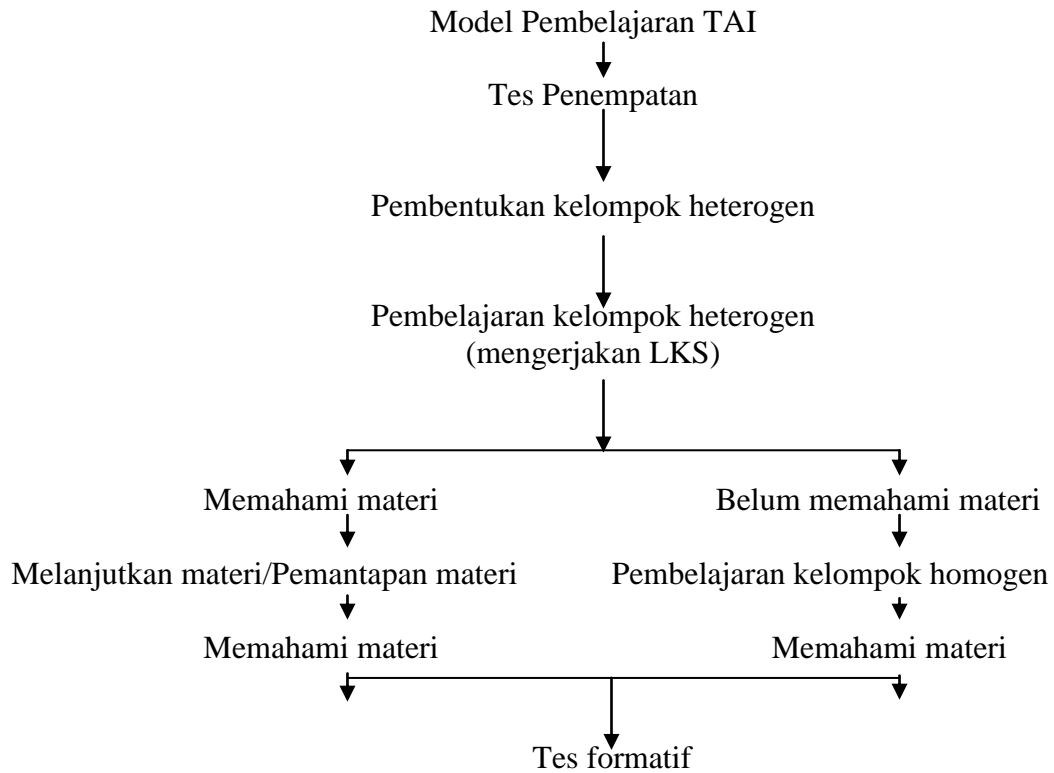 Model Pembelajaran TAI
Tes Penempatan
Pembentukan kelompok heterogen
Pembelajaran kelompok heterogen
(mengerjakan LKS)
Memahami materi
Belum memahami materi
Melanjutkan materi/Pemantapan materi
Pembelajaran kelompok homogen
Memahami materi
Memahami materi
Tes formatif